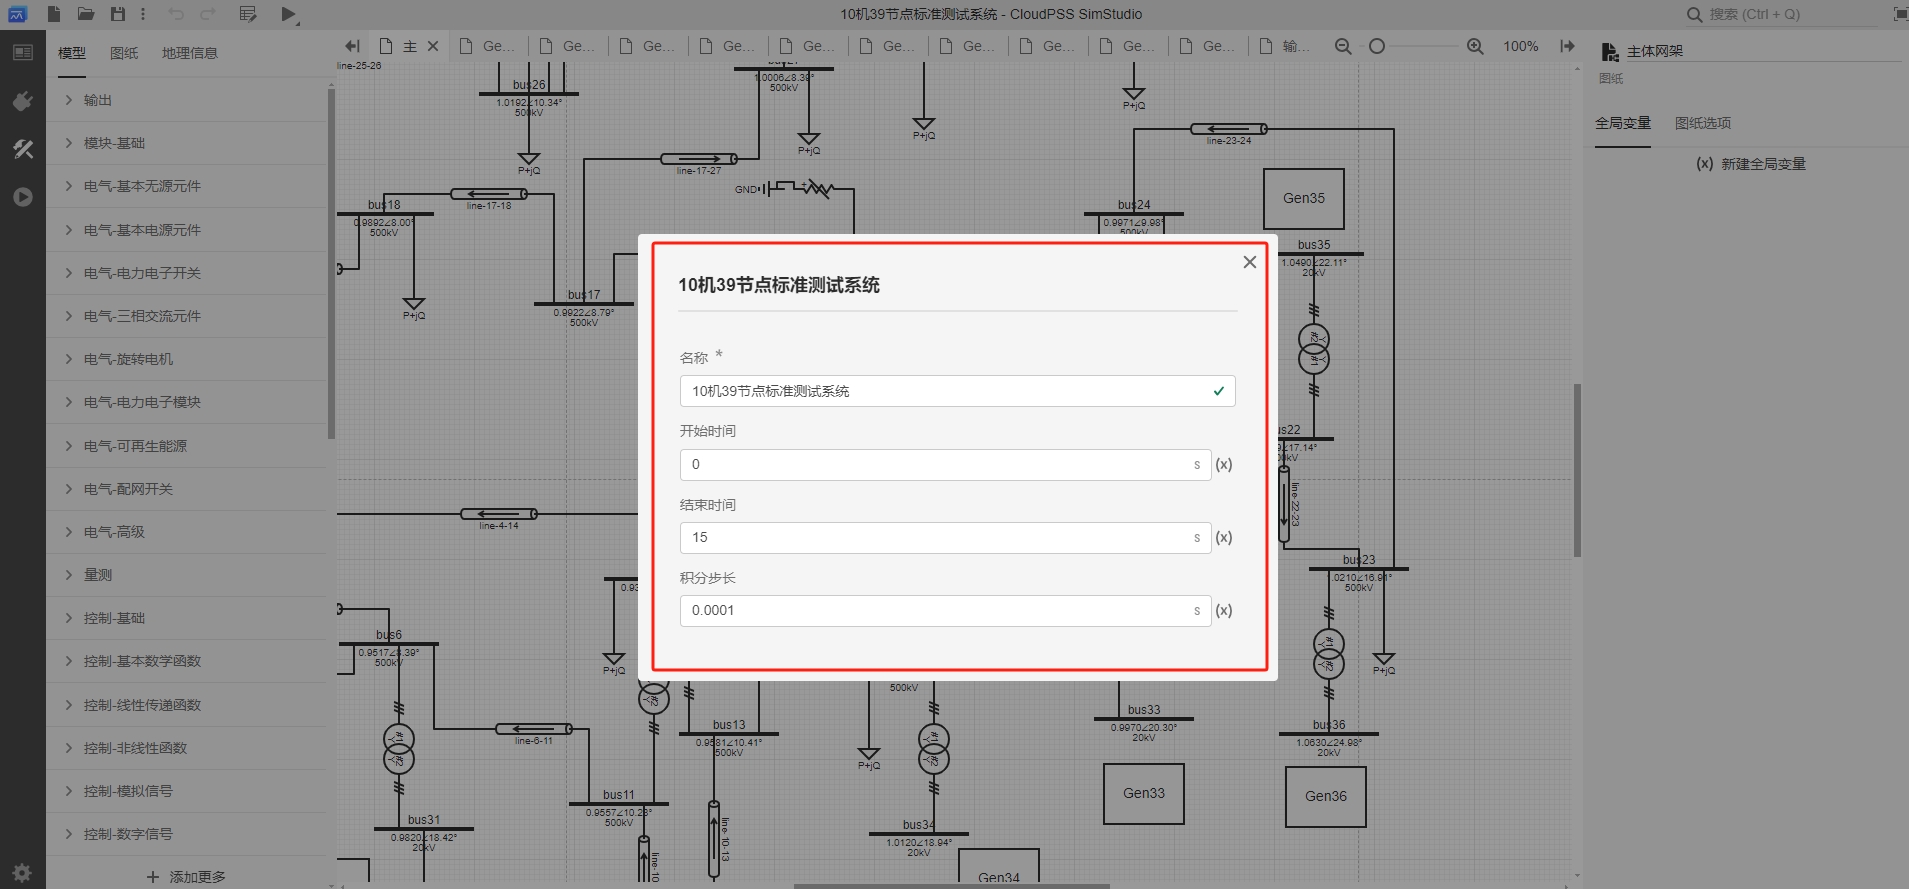 10机39节点标准测试系统 - CloudPSS SimStudio
搜索 (Ctrl + Q)
模型 图纸 地理信息
主 Ge... Ge... Ge... Ge... Ge... Ge... Ge... Ge... Ge... Ge... 输...
100%
主体网架
图纸
全局变量 图纸选项
(x) 新建全局变量
输出
模块-基础
电气-基本无源元件
电气-基本电源元件
电气-电力电子开关
电气-三相交流元件
电气-旋转电机
电气-电力电子模块
电气-可再生能源
电气-配网开关
电气-高级
量测
控制-基础
控制-基本数学函数
控制-线性传递函数
控制-非线性函数
控制-模拟信号
控制-数字信号
添加更多
line-25-26
bus26
1.0192∠10.34°
500kV
P+jQ
1.0006∠8.39°
500kV
P+jQ
P+jQ
P+jQ
line-23-24
line-17-27
GND
line-17-18
bus18
0.9892∠8.00°
500kV
P+jQ
bus17
0.9922∠8.79°
500kV
bus24
0.9971∠9.98°
500kV
Gen35
bus35
1.0490∠22.11°
20kV
#2
#1
10机39节点标准测试系统
名称 *
10机39节点标准测试系统
开始时间
0 s (x)
结束时间
15 s (x)
积分步长
0.0001 s (x)
line-22-23
line-4-14
bus23
1.0210∠16.91°
500kV
P+jQ
#1
#2
bus36
1.0630∠24.98°
20kV
Gen36
bus6
0.9517∠8.39°
500kV
P+jQ
line-6-11
#1
#2
bus31
0.9820∠18.42°
20kV
#2
bus11
0.9557∠10.28°
500kV
bus13
0.9581∠10.41°
500kV
line-10-13
line-10
500kV
P+jQ
#1
#2
bus34
1.0120∠18.94°
20kV
Gen34
bus33
0.9970∠20.30°
20kV
Gen33